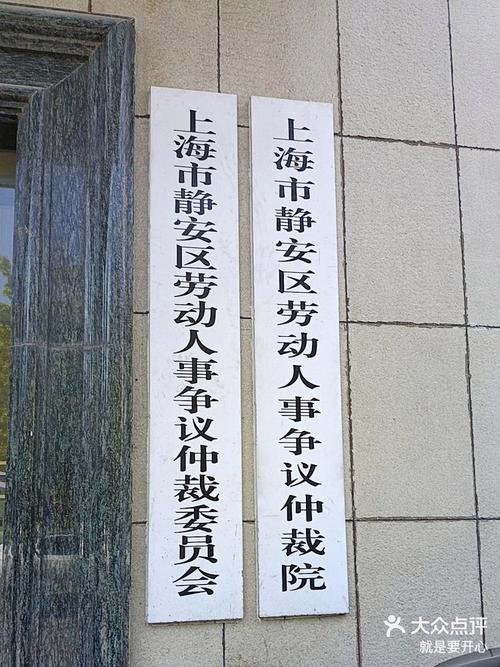 上海市静安区劳动人事争议仲裁委员会
上海市静安区劳动人事争议仲裁院
大众点评
就是要开心